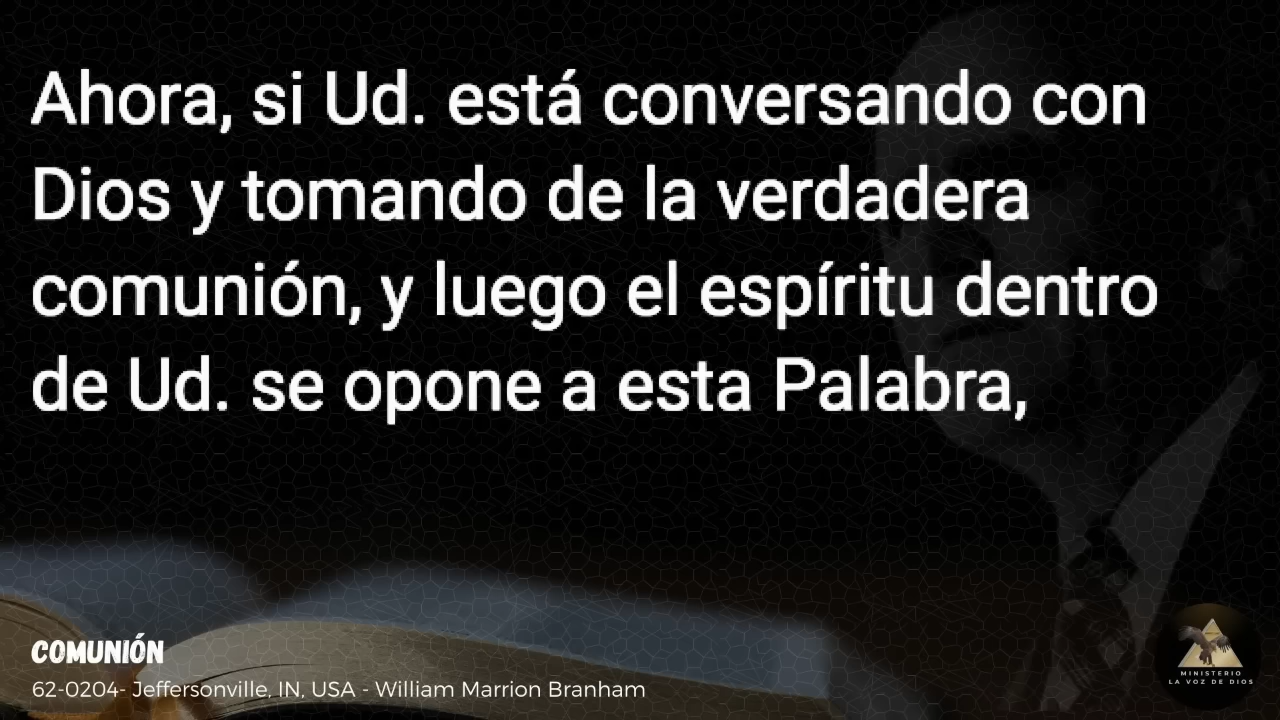 Ahora, si Ud. está conversando con
Dios y tomando de la verdadera
comunión, y luego el espíritu dentro
de Ud. se opone a esta Palabra,
COMUNIÓN
62-0204- Jeffersonville, IN, USA - William Marrion Branham
MINISTERIO
LA VOZ DE DIOS